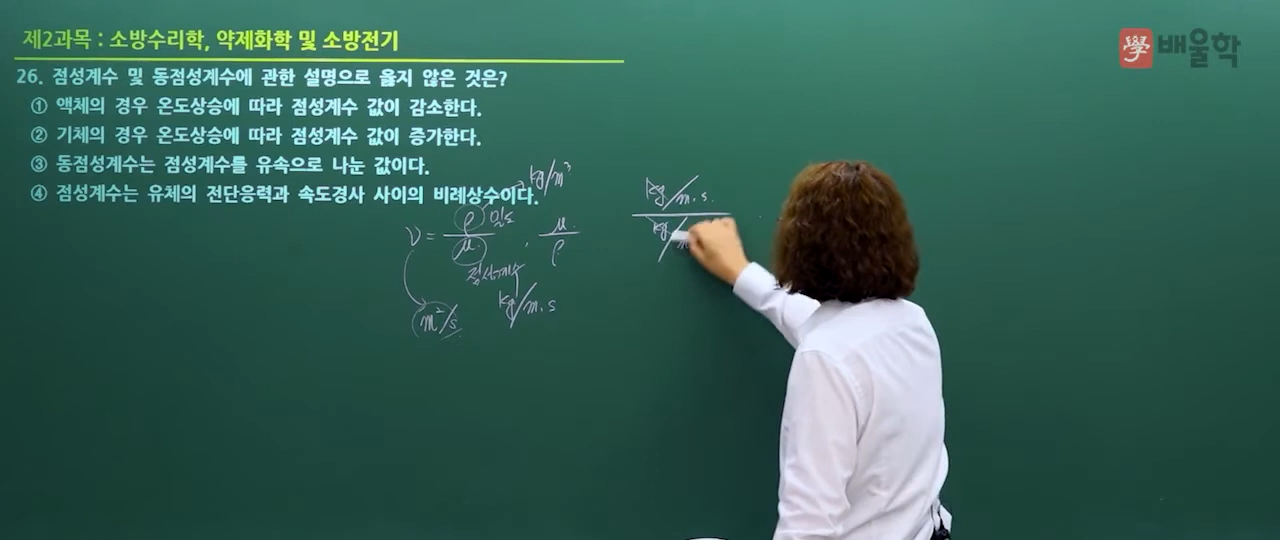 제2과목 : 소방수리학, 약제화학 및 소방전기
學 배울학
26. 점성계수 및 동점성계수에 관한 설명으로 옳지 않은 것은?
① 액체의 경우 온도상승에 따라 점성계수 값이 감소한다.
② 기체의 경우 온도상승에 따라 점성계수 값이 증가한다.
③ 동점성계수는 점성계수를 유속으로 나눈 값이다.
④ 점성계수는 유체의 전단응력과 속도경사 사이의 비례상수이다.
kg/m³
kg/m.s.
ρ 밀도
ν = μ. , μ. ρ
kg/m
점성계수
m²/s kg/m.s